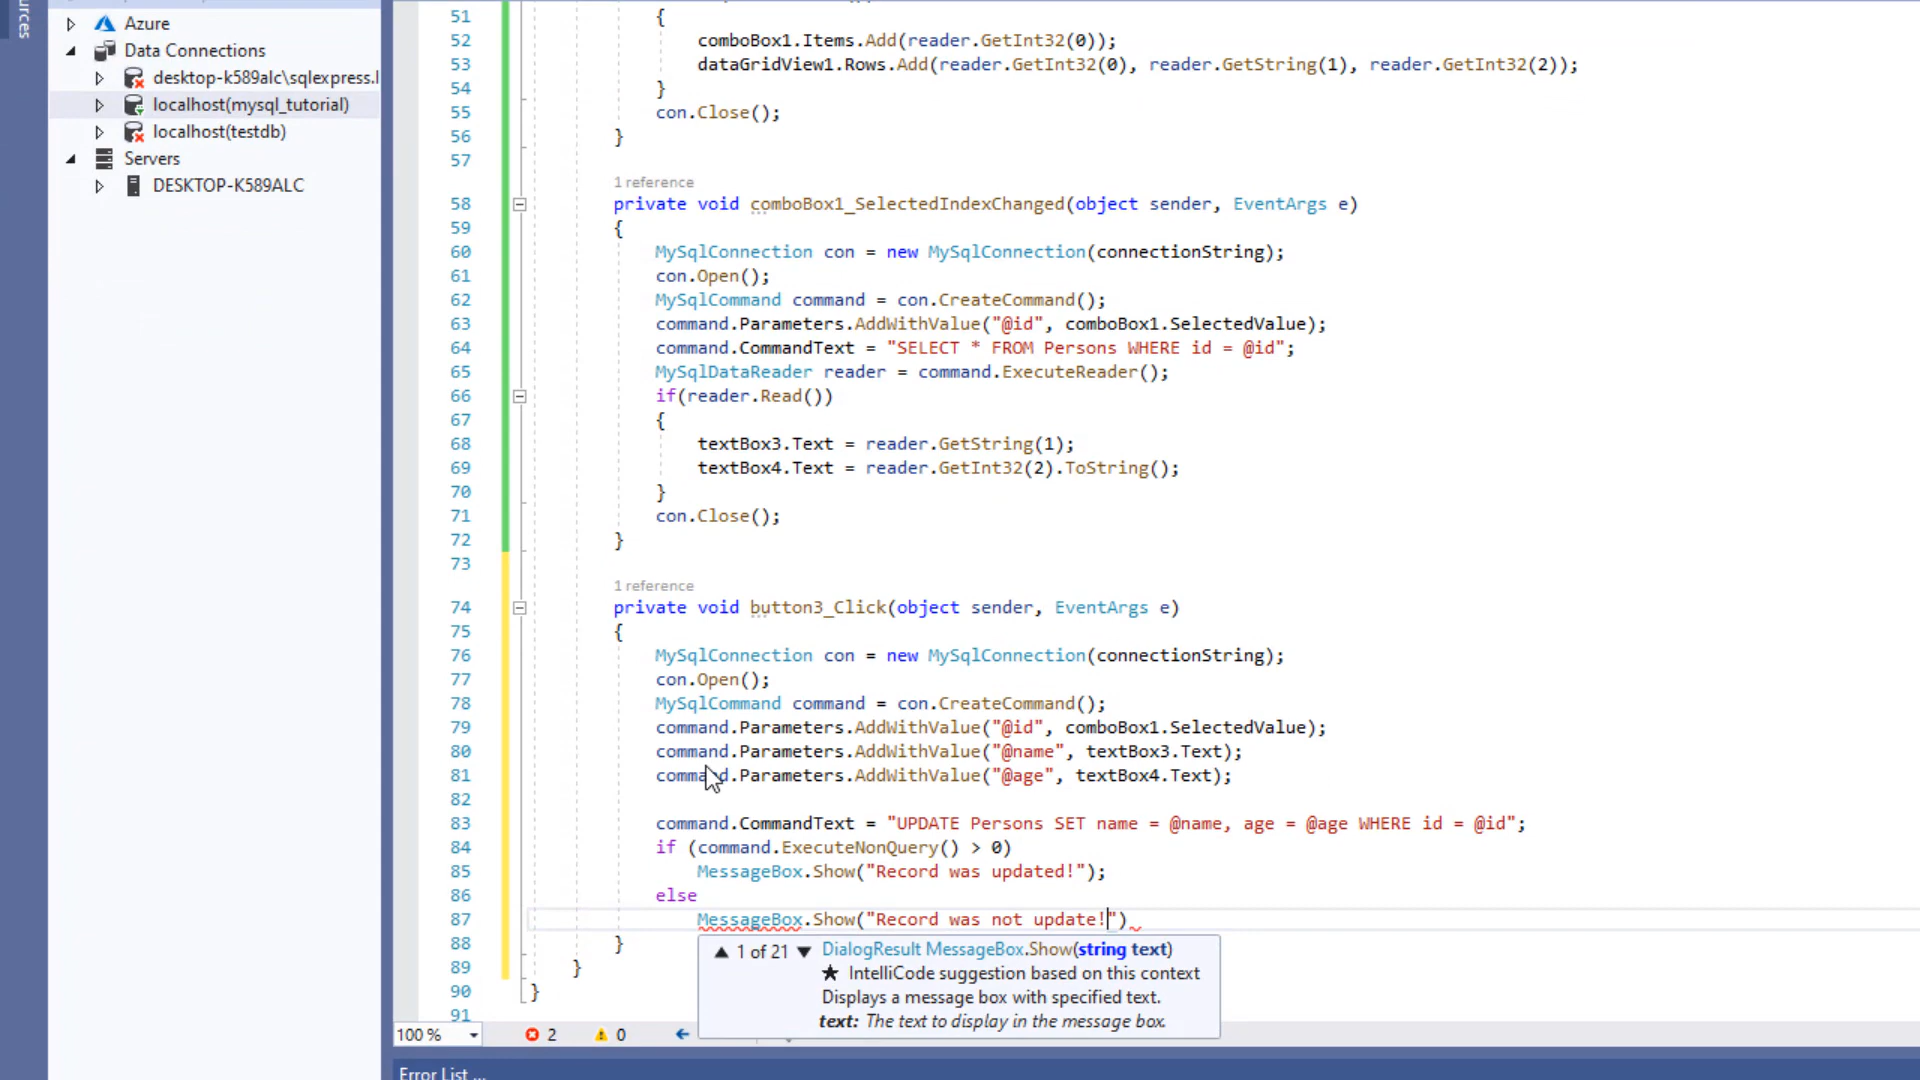 urces
Azure
Data Connections
desktop-k589alc\sqlexpress.l
localhost(mysql_tutorial)
localhost(testdb)
Servers
DESKTOP-K589ALC
51 {
52 comboBox1.Items.Add(reader.GetInt32(0));
53 dataGridView1.Rows.Add(reader.GetInt32(0), reader.GetString(1), reader.GetInt32(2));
54 }
55 con.Close();
56 }
57
1 reference
58 private void comboBox1_SelectedIndexChanged(object sender, EventArgs e)
59 {
60 MySqlConnection con = new MySqlConnection(connectionString);
61 con.Open();
62 MySqlCommand command = con.CreateCommand();
63 command.Parameters.AddWithValue("@id", comboBox1.SelectedValue);
64 command.CommandText = "SELECT * FROM Persons WHERE id = @id";
65 MySqlDataReader reader = command.ExecuteReader();
66 if(reader.Read())
67 {
68 textBox3.Text = reader.GetString(1);
69 textBox4.Text = reader.GetInt32(2).ToString();
70 }
71 con.Close();
72 }
73
1 reference
74 private void button3_Click(object sender, EventArgs e)
75 {
76 MySqlConnection con = new MySqlConnection(connectionString);
77 con.Open();
78 MySqlCommand command = con.CreateCommand();
79 command.Parameters.AddWithValue("@id", comboBox1.SelectedValue);
80 command.Parameters.AddWithValue("@name", textBox3.Text);
81 command.Parameters.AddWithValue("@age", textBox4.Text);
82
83 command.CommandText = "UPDATE Persons SET name = @name, age = @age WHERE id = @id";
84 if (command.ExecuteNonQuery() > 0)
85 MessageBox.Show("Record was updated!");
86 else
87 MessageBox.Show("Record was not update!")
88 }
89 }
90 }
91
▲ 1 of 21 ▼ DialogResult MessageBox.Show(string text)
★ IntelliCode suggestion based on this context
Displays a message box with specified text.
text: The text to display in the message box.
100 % 2 0
Error List ...